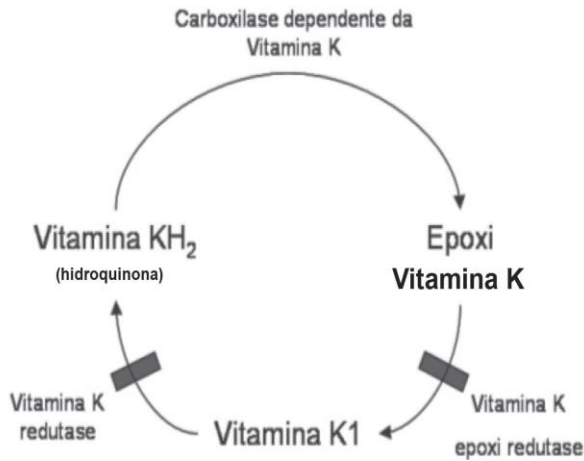 Carboxilase dependente da
Vitamina K
Vitamina KH₂
(hidroquinona)
Epoxi
Vitamina K
Vitamina K
redutase
Vitamina K1
Vitamina K
epoxi redutase